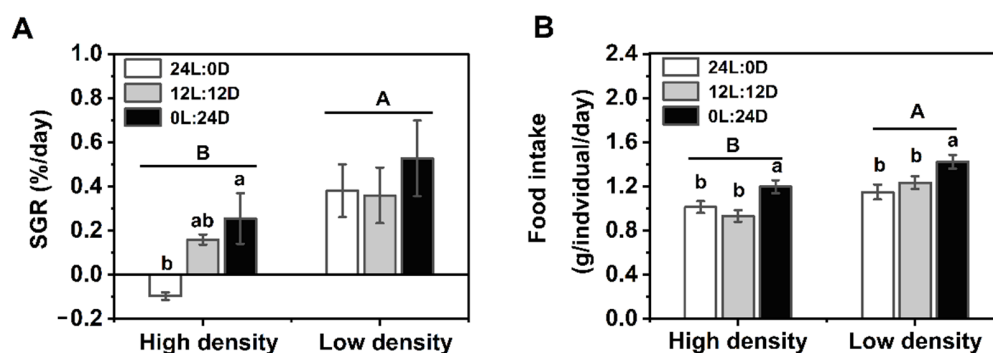 A
SGR (%/day)
1.0
0.8
0.6
0.4
0.2
0.0
−0.2
24L:0D
12L:12D
0L:24D
B
A
b
ab
a
High density
Low density
B
Food intake
(g/indvidual/day)
2.4
2.0
1.6
1.2
0.8
0.4
0.0
24L:0D
12L:12D
0L:24D
B
A
b
b
a
b
b
a
High density
Low density